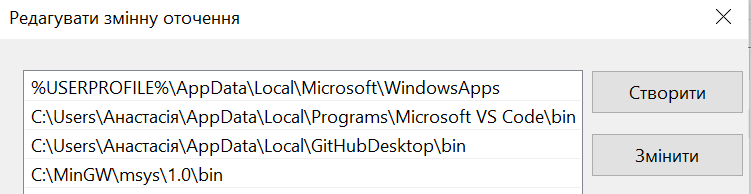 Редагувати змінну оточення
%USERPROFILE%\AppData\Local\Microsoft\WindowsApps
Створити
C:\Users\Анастасія\AppData\Local\Programs\Microsoft VS Code\bin
C:\Users\Анастасія\AppData\Local\GitHubDesktop\bin
Змінити
C:\MinGW\msys\1.0\bin